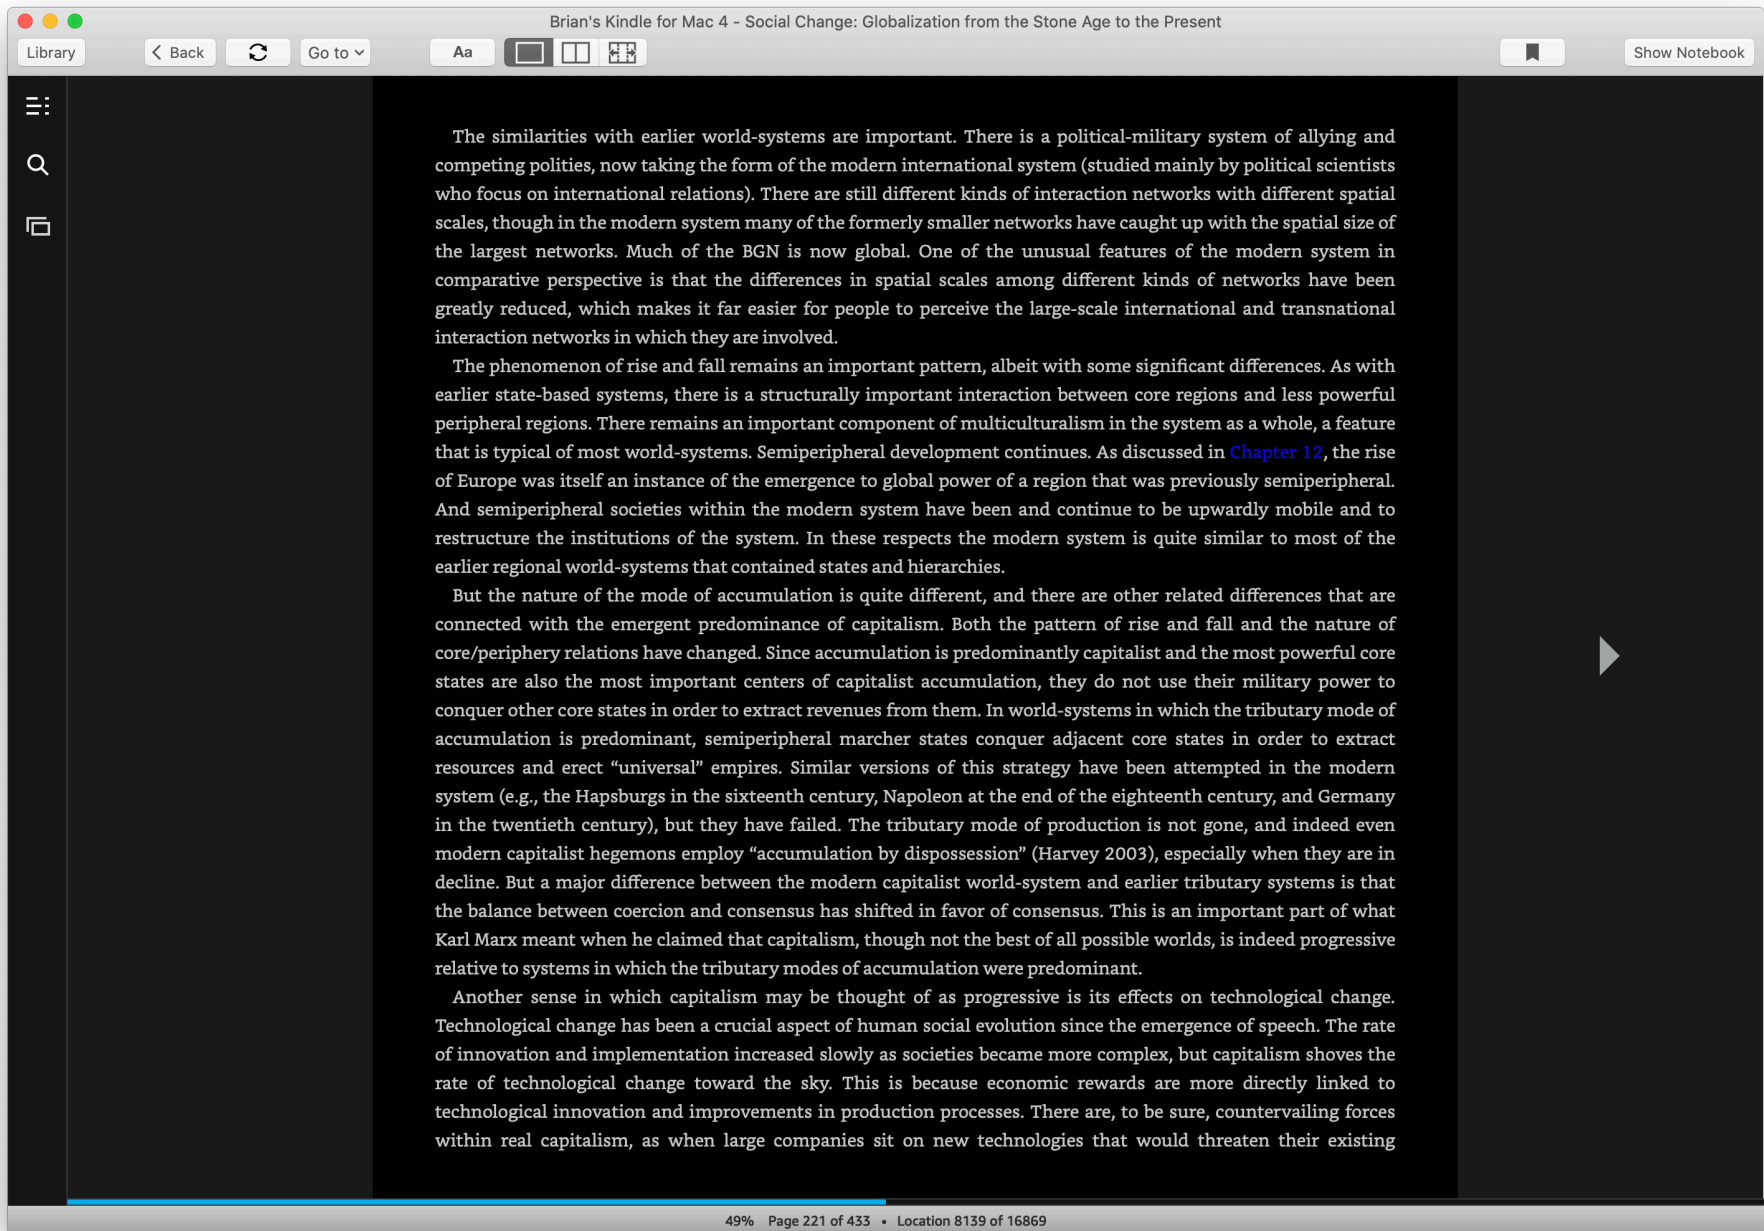 Brian's Kindle for Mac 4 - Social Change: Globalization from the Stone Age to the Present
Library Back Go to Aa Show Notebook
The similarities with earlier world-systems are important. There is a political-military system of allying and
competing polities, now taking the form of the modern international system (studied mainly by political scientists
who focus on international relations). There are still different kinds of interaction networks with different spatial
scales, though in the modern system many of the formerly smaller networks have caught up with the spatial size of
the largest networks. Much of the BGN is now global. One of the unusual features of the modern system in
comparative perspective is that the differences in spatial scales among different kinds of networks have been
greatly reduced, which makes it far easier for people to perceive the large-scale international and transnational
interaction networks in which they are involved.
The phenomenon of rise and fall remains an important pattern, albeit with some significant differences. As with
earlier state-based systems, there is a structurally important interaction between core regions and less powerful
peripheral regions. There remains an important component of multiculturalism in the system as a whole, a feature
that is typical of most world-systems. Semiperipheral development continues. As discussed in Chapter 12, the rise
of Europe was itself an instance of the emergence to global power of a region that was previously semiperipheral.
And semiperipheral societies within the modern system have been and continue to be upwardly mobile and to
restructure the institutions of the system. In these respects the modern system is quite similar to most of the
earlier regional world-systems that contained states and hierarchies.
But the nature of the mode of accumulation is quite different, and there are other related differences that are
connected with the emergent predominance of capitalism. Both the pattern of rise and fall and the nature of
core/periphery relations have changed. Since accumulation is predominantly capitalist and the most powerful core
states are also the most important centers of capitalist accumulation, they do not use their military power to
conquer other core states in order to extract revenues from them. In world-systems in which the tributary mode of
accumulation is predominant, semiperipheral marcher states conquer adjacent core states in order to extract
resources and erect “universal” empires. Similar versions of this strategy have been attempted in the modern
system (e.g., the Hapsburgs in the sixteenth century, Napoleon at the end of the eighteenth century, and Germany
in the twentieth century), but they have failed. The tributary mode of production is not gone, and indeed even
modern capitalist hegemons employ “accumulation by dispossession” (Harvey 2003), especially when they are in
decline. But a major difference between the modern capitalist world-system and earlier tributary systems is that
the balance between coercion and consensus has shifted in favor of consensus. This is an important part of what
Karl Marx meant when he claimed that capitalism, though not the best of all possible worlds, is indeed progressive
relative to systems in which the tributary modes of accumulation were predominant.
Another sense in which capitalism may be thought of as progressive is its effects on technological change.
Technological change has been a crucial aspect of human social evolution since the emergence of speech. The rate
of innovation and implementation increased slowly as societies became more complex, but capitalism shoves the
rate of technological change toward the sky. This is because economic rewards are more directly linked to
technological innovation and improvements in production processes. There are, to be sure, countervailing forces
within real capitalism, as when large companies sit on new technologies that would threaten their existing
49% Page 221 of 433 • Location 8139 of 16869